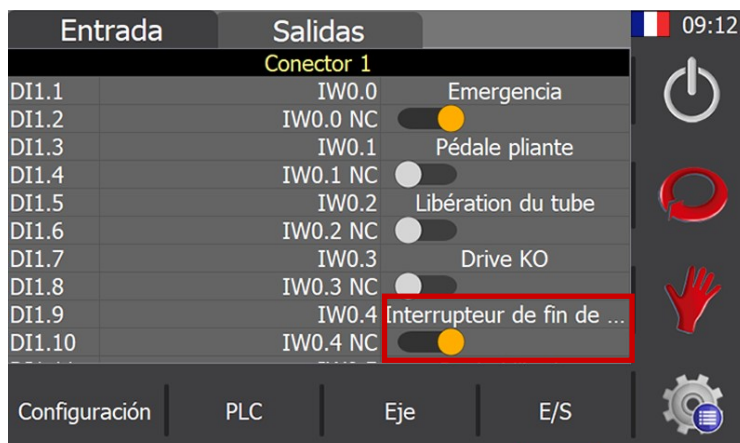 Entrada Salidas 09:12
Conector 1
DI1.1 IW0.0 Emergencia
DI1.2 IW0.0 NC
DI1.3 IW0.1 Pédale pliante
DI1.4 IW0.1 NC
DI1.5 IW0.2 Libération du tube
DI1.6 IW0.2 NC
DI1.7 IW0.3 Drive KO
DI1.8 IW0.3 NC
DI1.9 IW0.4 Interrupteur de fin de ...
DI1.10 IW0.4 NC
Configuración PLC Eje E/S